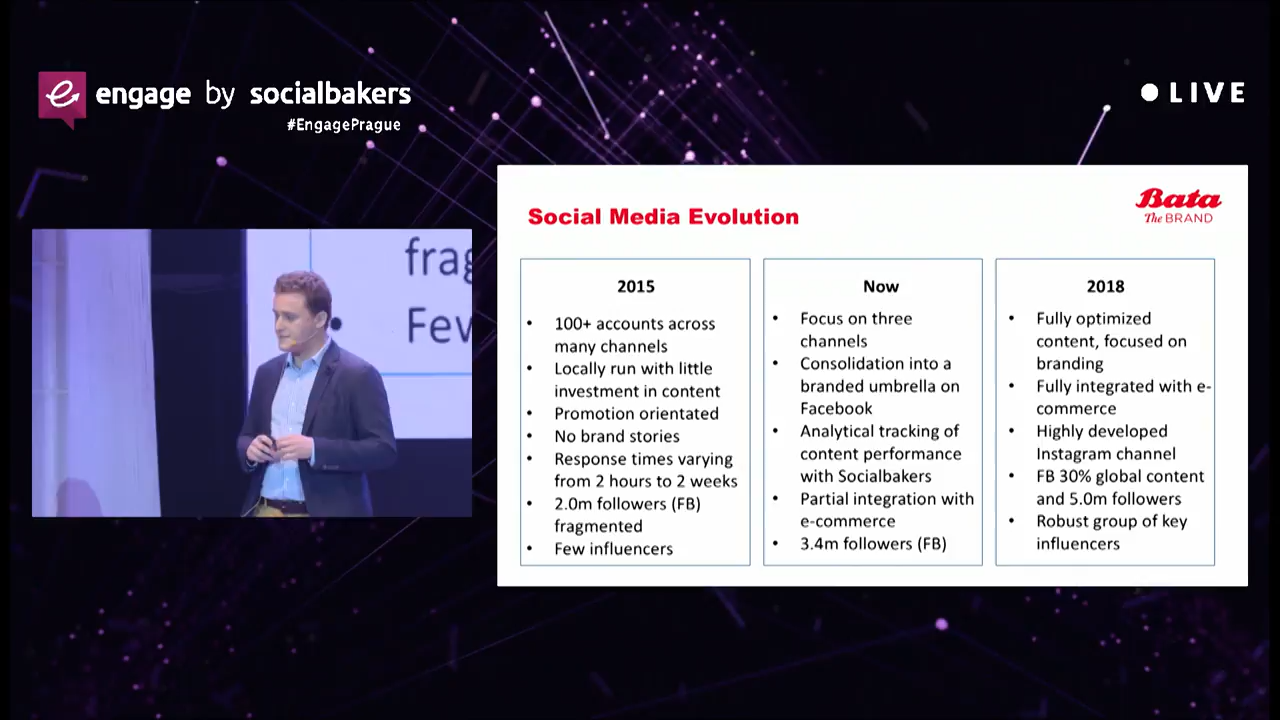 engage by socialbakers
#EngagePrague
LIVE
frag
Few
Bata
The BRAND
Social Media Evolution
2015
• 100+ accounts across
many channels
• Locally run with little
investment in content
• Promotion orientated
• No brand stories
• Response times varying
from 2 hours to 2 weeks
• 2.0m followers (FB)
fragmented
• Few influencers
Now
• Focus on three
channels
• Consolidation into a
branded umbrella on
Facebook
• Analytical tracking of
content performance
with Socialbakers
• Partial integration with
e-commerce
• 3.4m followers (FB)
2018
• Fully optimized
content, focused on
branding
• Fully integrated with e-
commerce
• Highly developed
Instagram channel
• FB 30% global content
and 5.0m followers
• Robust group of key
influencers